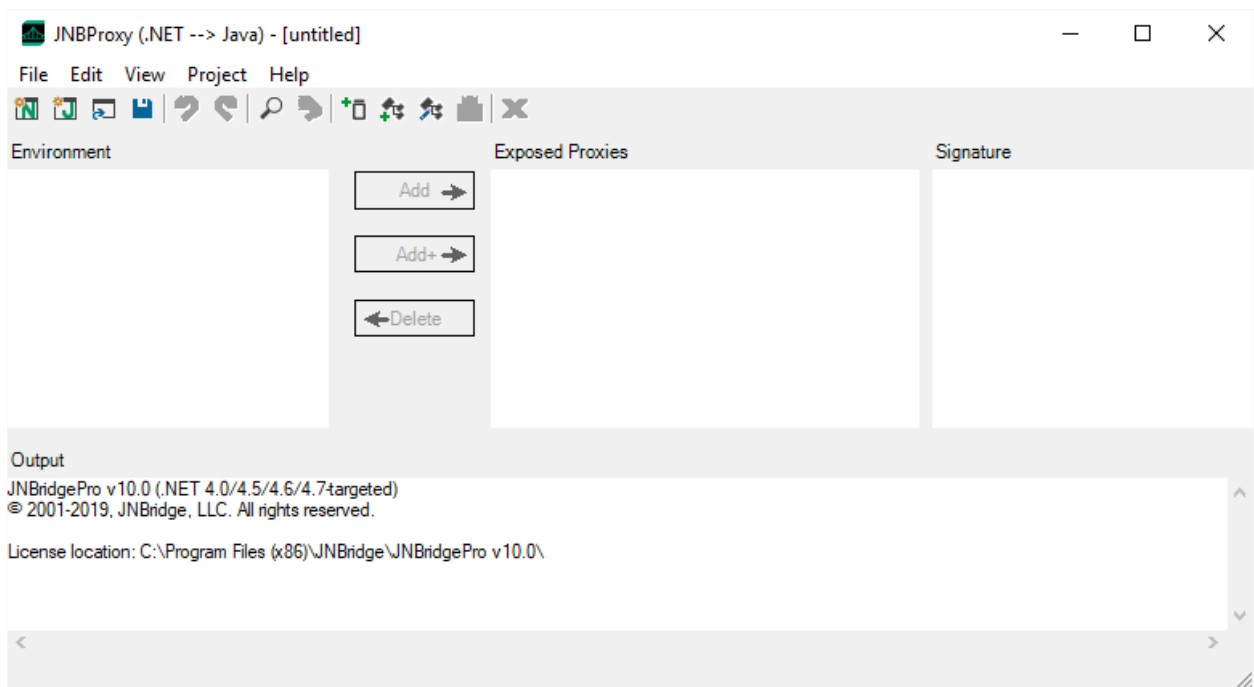 JNBProxy (.NET --> Java) - [untitled]
File Edit View Project Help
Environment
Exposed Proxies
Signature
Add
Add+
Delete
Output
JNBridgePro v10.0 (.NET 4.0/4.5/4.6/4.7-targeted)
© 2001-2019, JNBridge, LLC. All rights reserved.
License location: C:\Program Files (x86)\JNBridge\JNBridgePro v10.0\